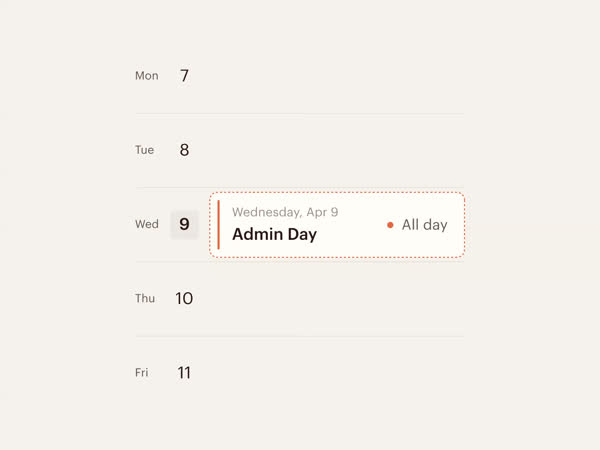 Mon 7
Tue 8
Wed 9
Wednesday, Apr 9
Admin Day
All day
Thu 10
Fri 11